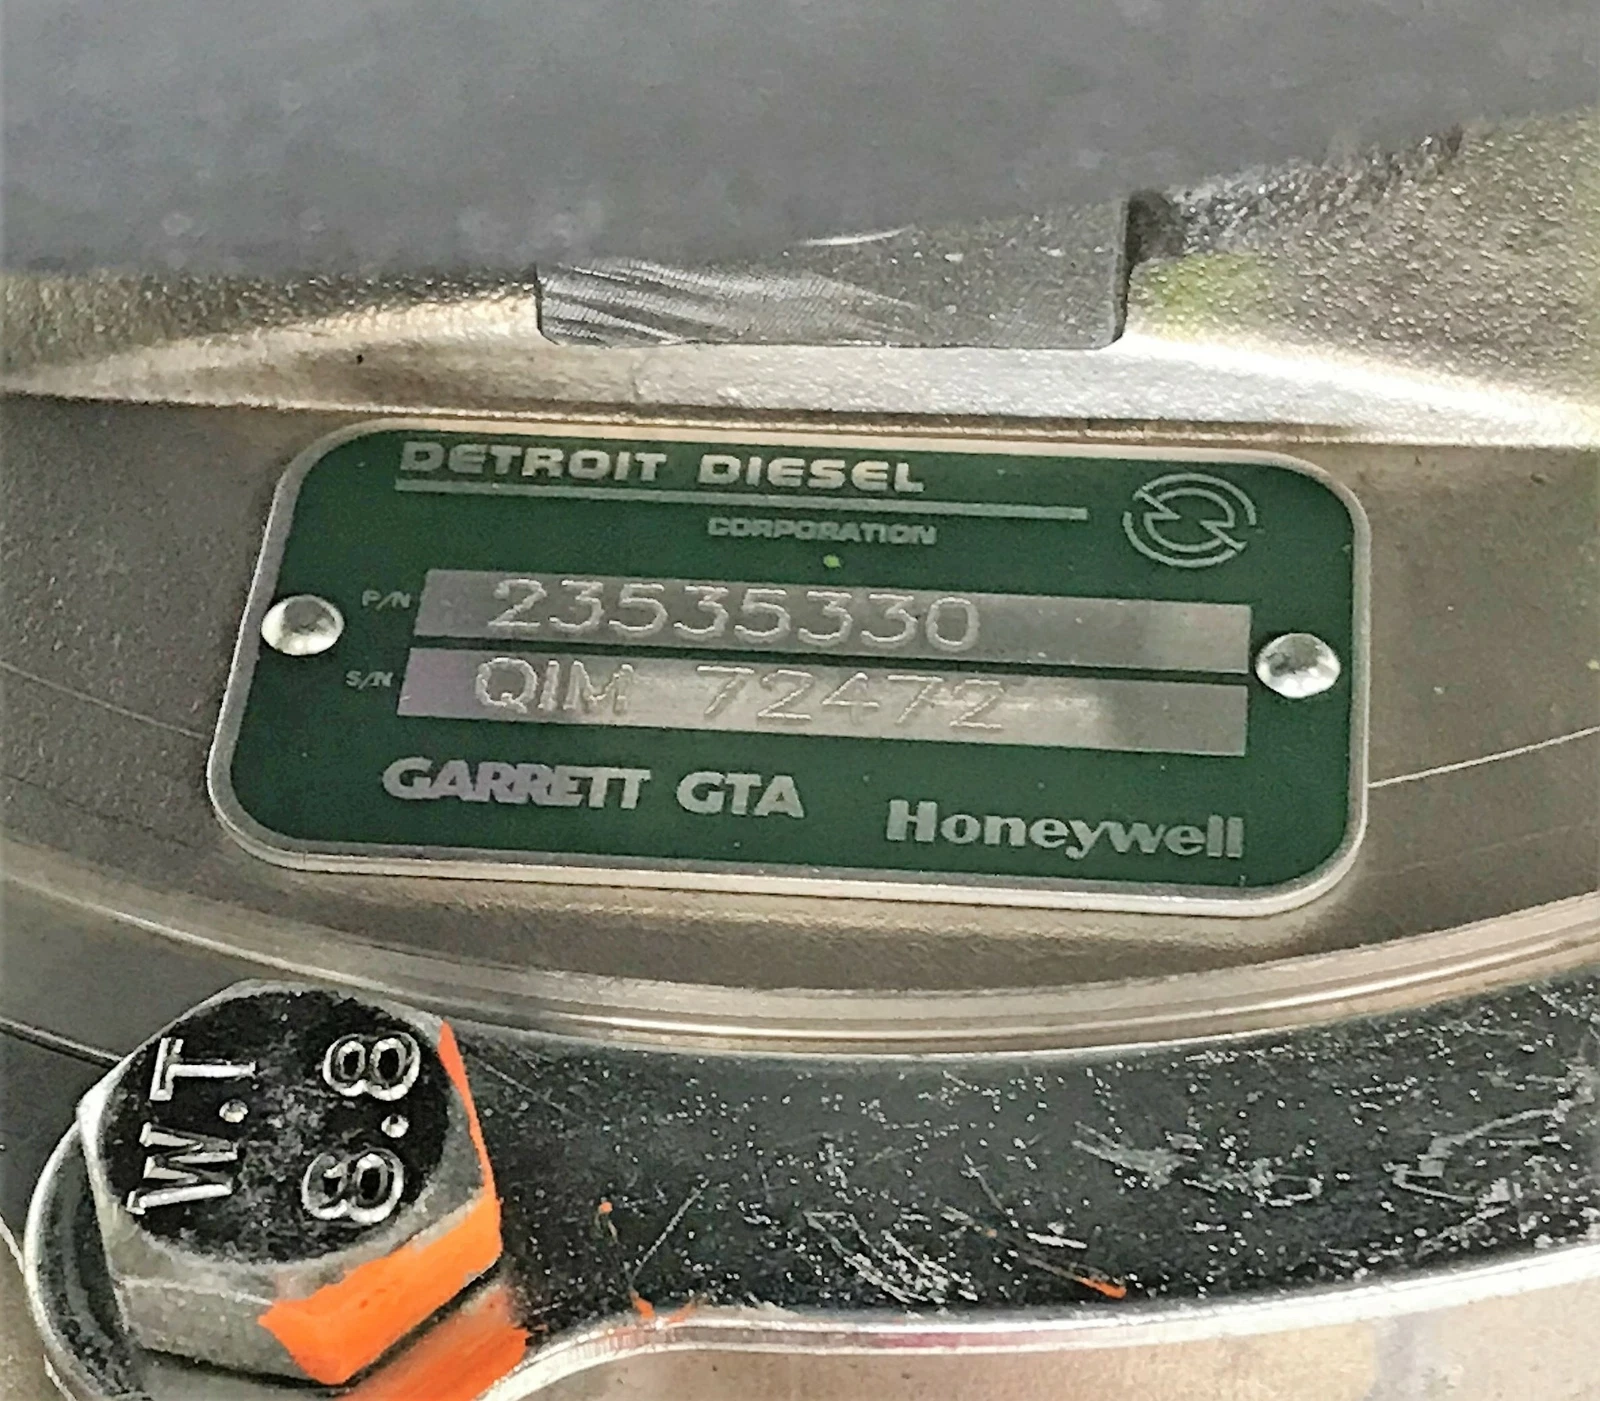 DETROIT DIESEL
CORPORATION
P/N 23535330
S/N QIM 72472
GARRETT GTA Honeywell
W.T
8.8